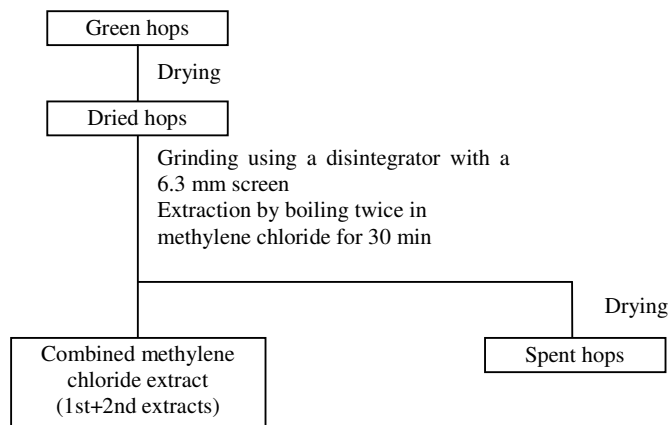 Green hops
Drying
Dried hops
Grinding using a disintegrator with a
6.3 mm screen
Extraction by boiling twice in
methylene chloride for 30 min
Drying
Combined methylene
chloride extract
(1st+2nd extracts)
Spent hops